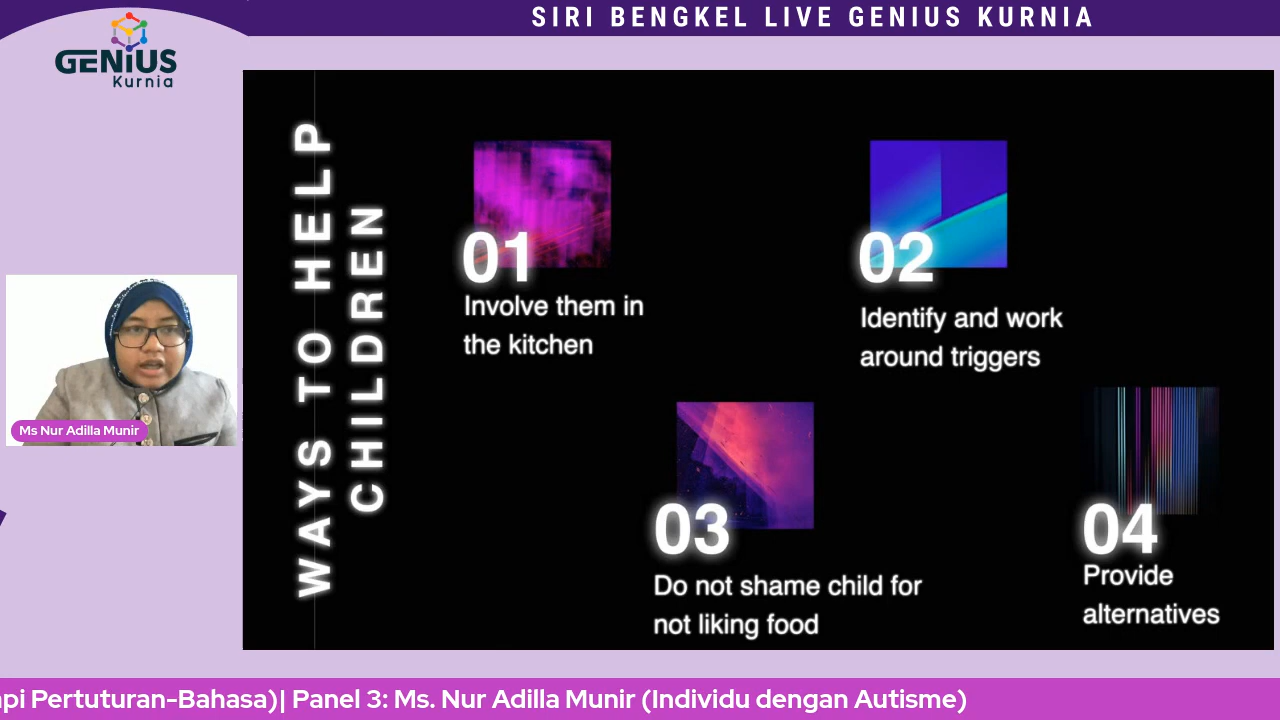 SIRI BENGKEL LIVE GENIUS KURNIA
GENIUS
Kurnia
WAYS TO HELP
CHILDREN
01
Involve them in
the kitchen
02
Identify and work
around triggers
03
Do not shame child for
not liking food
04
Provide
alternatives
Ms Nur Adilla Munir
Pertuturan-Bahasa)| Panel 3: Ms. Nur Adilla Munir (Individu dengan Autisme)